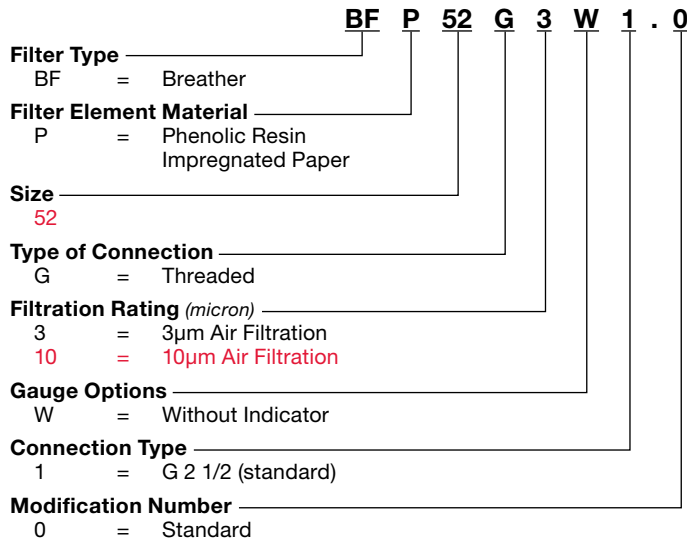 BF P 52 G 3 W 1 . 0
Filter Type
BF = Breather
Filter Element Material
P = Phenolic Resin
Impregnated Paper
Size
52
Type of Connection
G = Threaded
Filtration Rating (micron)
3 = 3µm Air Filtration
10 = 10µm Air Filtration
Gauge Options
W = Without Indicator
Connection Type
1 = G 2 1/2 (standard)
Modification Number
0 = Standard